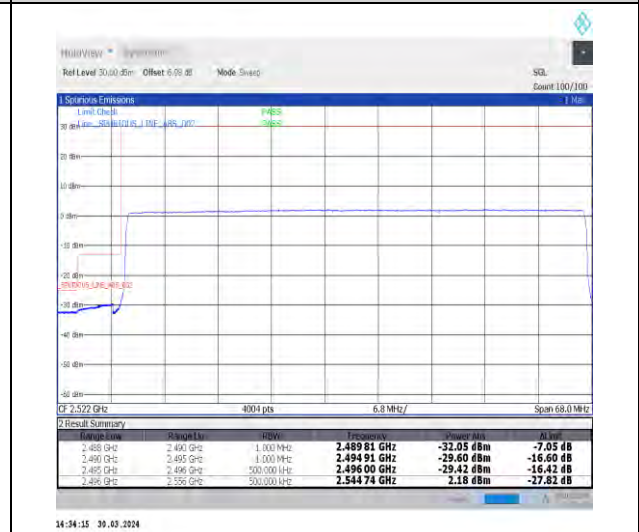 MultiView
Ref Level 30.00 dBm Offset 6.08 dB Mode Sweep SGL
Count 100/100
1 Spurious Emissions
Limit Check PASS
Line _SPURIOUS_LINE_ABS_002 PASS
30 dBm
20 dBm
10 dBm
0 dBm
-10 dBm
-20 dBm
_SPURIOUS_LINE_ABS_002
-30 dBm
-40 dBm
-50 dBm
-60 dBm
CF 2.522 GHz 4004 pts 6.8 MHz/ Span 68.0 MHz
2 Result Summary
Range Low Range Up RBW Frequency Power Abs ΔLimit
2.488 GHz 2.490 GHz 1.000 MHz 2.489 81 GHz -32.05 dBm -7.05 dB
2.490 GHz 2.495 GHz 1.000 MHz 2.494 91 GHz -29.60 dBm -16.60 dB
2.495 GHz 2.496 GHz 500.000 kHz 2.496 00 GHz -29.42 dBm -16.42 dB
2.496 GHz 2.556 GHz 500.000 kHz 2.544 74 GHz 2.18 dBm -27.82 dB
14:34:15 30.03.2024